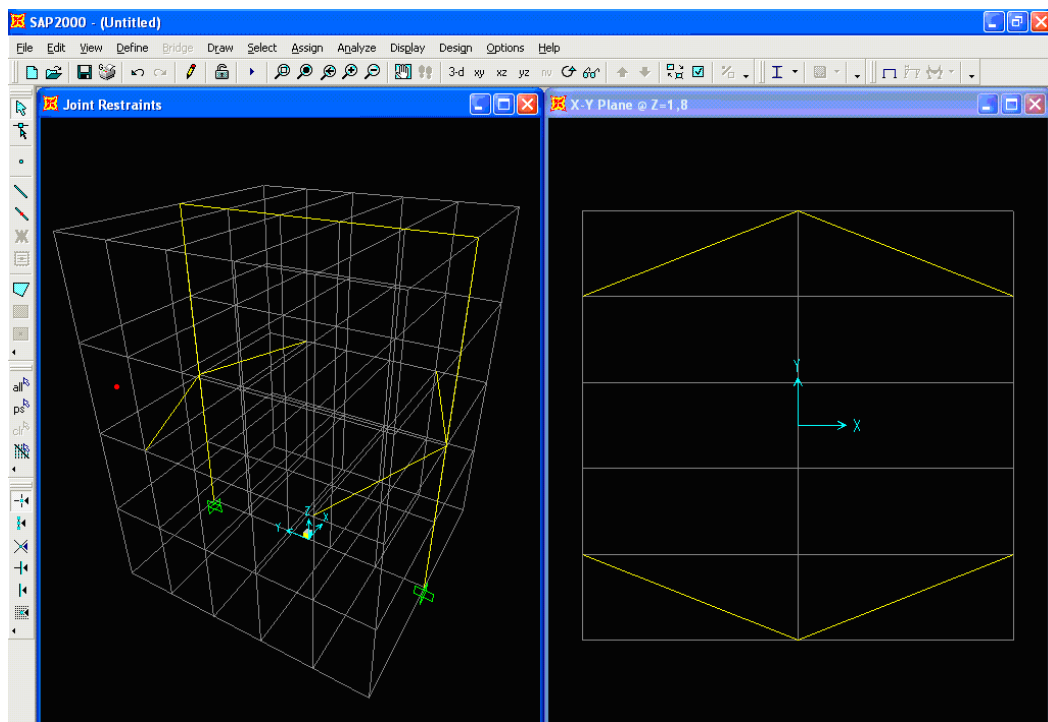 SAP2000 - (Untitled)
File Edit View Define Bridge Draw Select Assign Analyze Display Design Options Help
3-d xy xz yz nv
Joint Restraints
X-Y Plane @ Z=1,8
all
ps
clr
Z
X
Y
Y
X